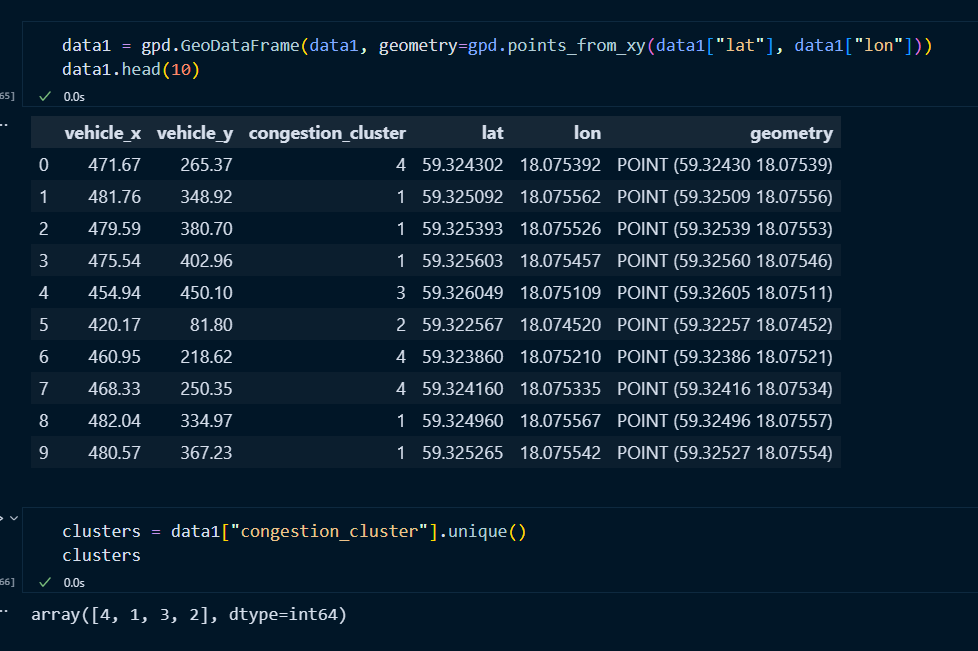 data1 = gpd.GeoDataFrame(data1, geometry=gpd.points_from_xy(data1["lat"], data1["lon"]))
data1.head(10)
65]
0.0s
vehicle_x vehicle_y congestion_cluster lat lon geometry
0 471.67 265.37 4 59.324302 18.075392 POINT (59.32430 18.07539)
1 481.76 348.92 1 59.325092 18.075562 POINT (59.32509 18.07556)
2 479.59 380.70 1 59.325393 18.075526 POINT (59.32539 18.07553)
3 475.54 402.96 1 59.325603 18.075457 POINT (59.32560 18.07546)
4 454.94 450.10 3 59.326049 18.075109 POINT (59.32605 18.07511)
5 420.17 81.80 2 59.322567 18.074520 POINT (59.32257 18.07452)
6 460.95 218.62 4 59.323860 18.075210 POINT (59.32386 18.07521)
7 468.33 250.35 4 59.324160 18.075335 POINT (59.32416 18.07534)
8 482.04 334.97 1 59.324960 18.075567 POINT (59.32496 18.07557)
9 480.57 367.23 1 59.325265 18.075542 POINT (59.32527 18.07554)
clusters = data1["congestion_cluster"].unique()
clusters
66]
0.0s
array([4, 1, 3, 2], dtype=int64)